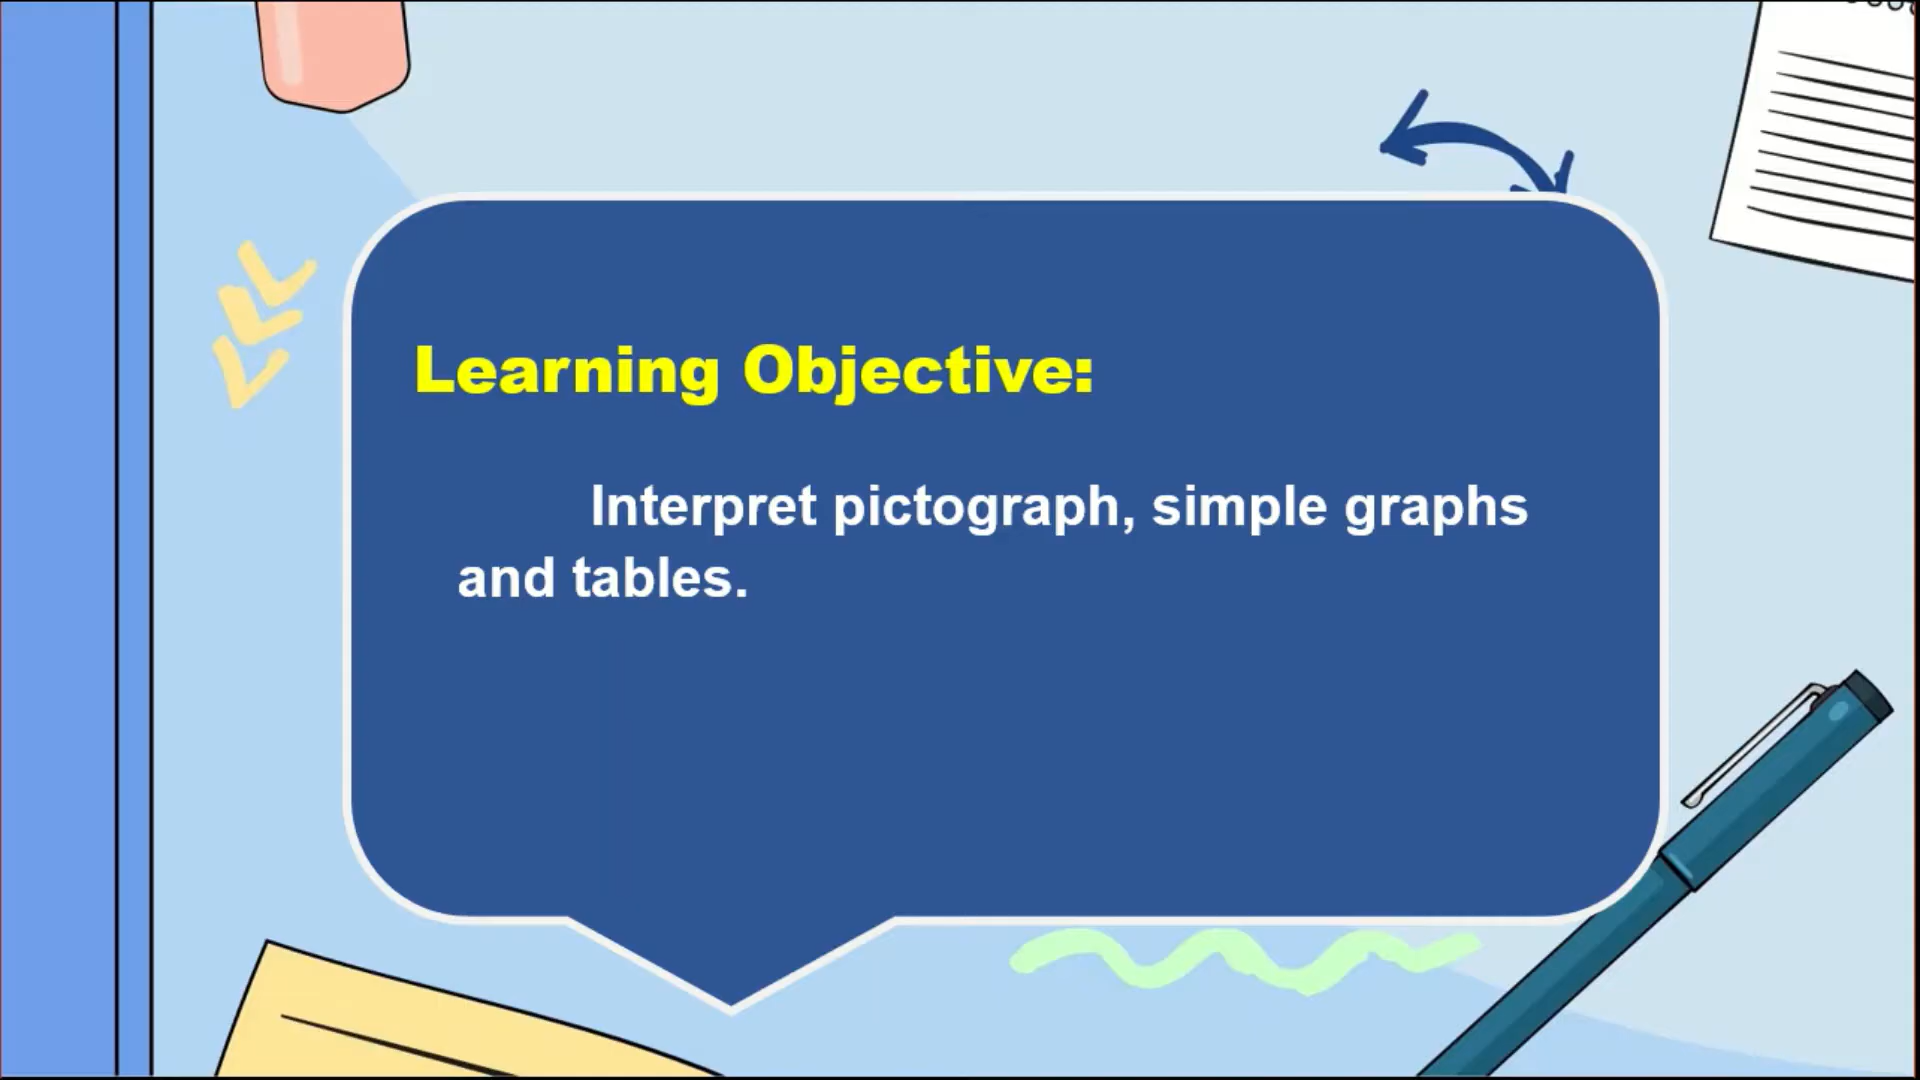 Learning Objective:
Interpret pictograph, simple graphs
and tables.